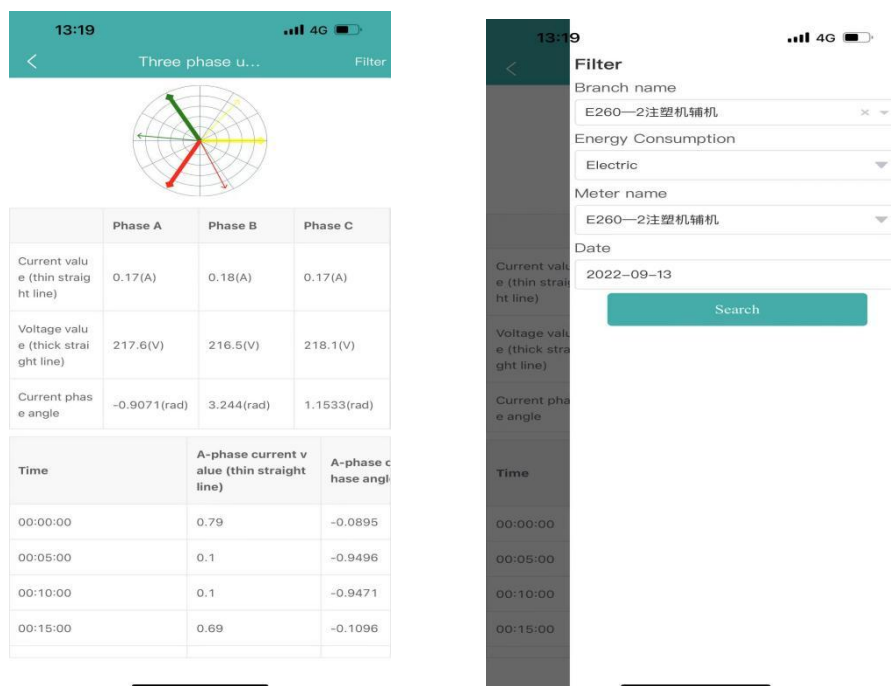 13:19
4G
Three phase u...
Filter
Phase A Phase B Phase C
Current valu
e (thin straig
ht line)
0.17(A) 0.18(A) 0.17(A)
Voltage valu
e (thick strai
ght line)
217.6(V) 216.5(V) 218.1(V)
Current phas
e angle
-0.9071(rad) 3.244(rad) 1.1533(rad)
Time
A-phase current v
alue (thin straight
line)
A-phase c
hase angl
00:00:00 0.79 -0.0895
00:05:00 0.1 -0.9496
00:10:00 0.1 -0.9471
00:15:00 0.69 -0.1096
13:19
4G
Filter
Branch name
E260—2注塑机辅机
Energy Consumption
Electric
Meter name
E260—2注塑机辅机
Date
2022-09-13
Search
Current valu
e (thin straig
ht line)
Voltage valu
e (thick stra
ght line)
Current pha
e angle
Time
00:00:00
00:05:00
00:10:00
00:15:00